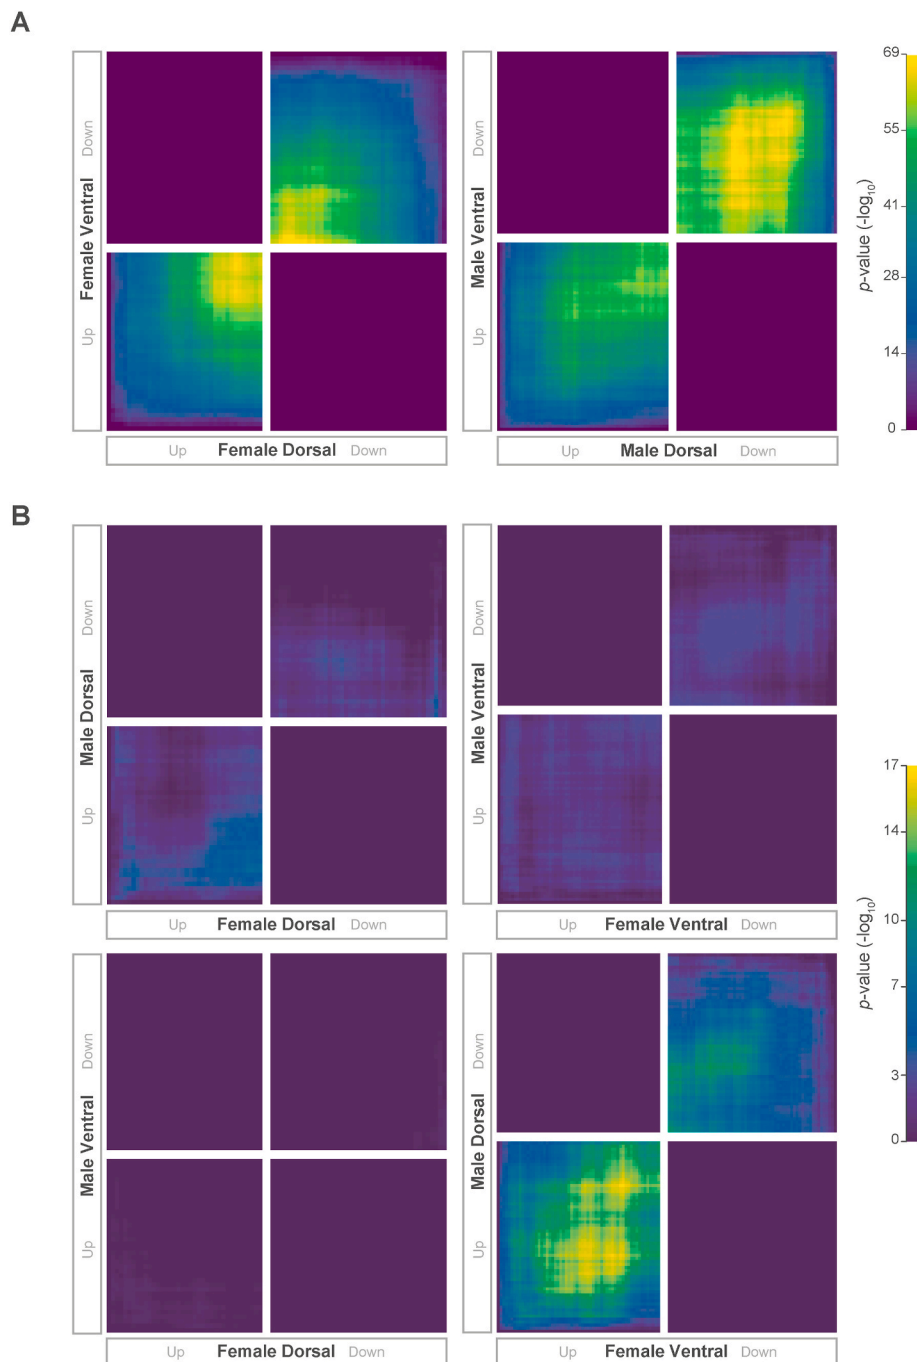 A
Female Ventral
Up
Down
Up Female Dorsal Down
Male Ventral
Up
Down
Up Male Dorsal Down
69
55
41
28
14
0
p-value (-log10)
B
Male Dorsal
Up
Down
Up Female Dorsal Down
Male Ventral
Up
Down
Up Female Ventral Down
17
14
10
7
3
0
p-value (-log10)
Male Ventral
Up
Down
Up Female Dorsal Down
Male Dorsal
Up
Down
Up Female Ventral Down